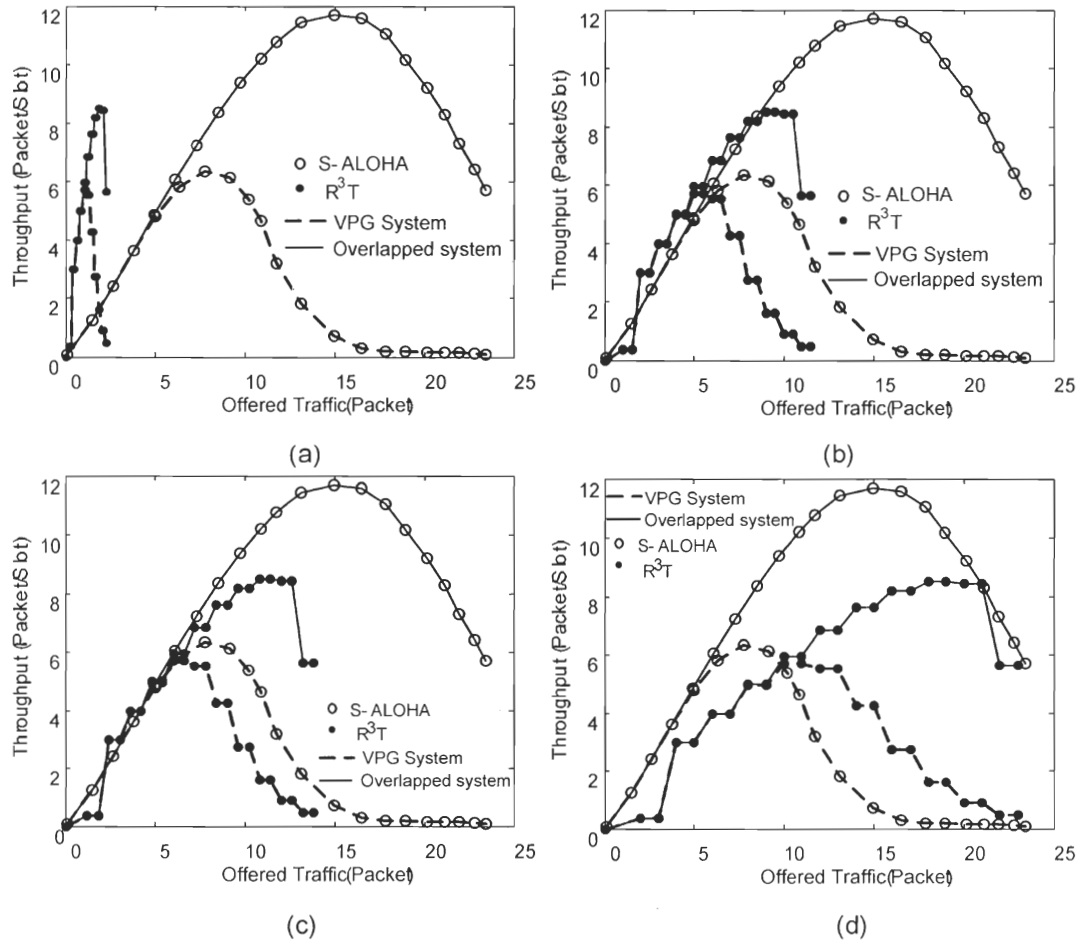 12
10
8
6
4
2
0
Throughput (Packet/S bt)
S- ALOHA
R³T
VPG System
Overlapped system
0 5 10 15 20 25
Offered Traffic(Packet)
(a)
12
10
8
6
4
2
0
Throughput (Packet/S bt)
S- ALOHA
R³T
VPG System
Overlapped system
0 5 10 15 20 25
Offered Traffic(Packet)
(b)
12
10
8
6
4
2
0
Throughput (Packet/S bt)
S- ALOHA
R³T
VPG System
Overlapped system
0 5 10 15 20 25
Offered Traffic(Packet)
(c)
12
10
8
6
4
2
0
Throughput (Packet/S bt)
VPG System
Overlapped system
S- ALOHA
R³T
0 5 10 15 20 25
Offered Traffic(Packet)
(d)